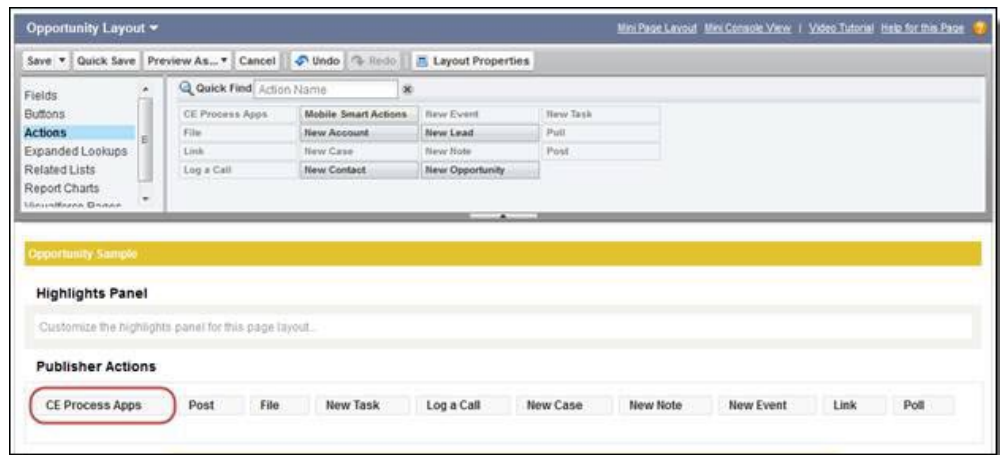 Opportunity Layout
Mini Page Layout Mini Console View | Video Tutorial Help for this Page
Save Quick Save Preview As... Cancel Undo Redo Layout Properties
Fields
Buttons
Actions
Expanded Lookups
Related Lists
Report Charts
Visualforce Pages
Quick Find Action Name
CE Process Apps Mobile Smart Actions New Event New Task
File New Account New Lead Poll
Link New Case New Note Post
Log a Call New Contact New Opportunity
Opportunity Sample
Highlights Panel
Customize the highlights panel for this page layout...
Publisher Actions
CE Process Apps Post File New Task Log a Call New Case New Note New Event Link Poll